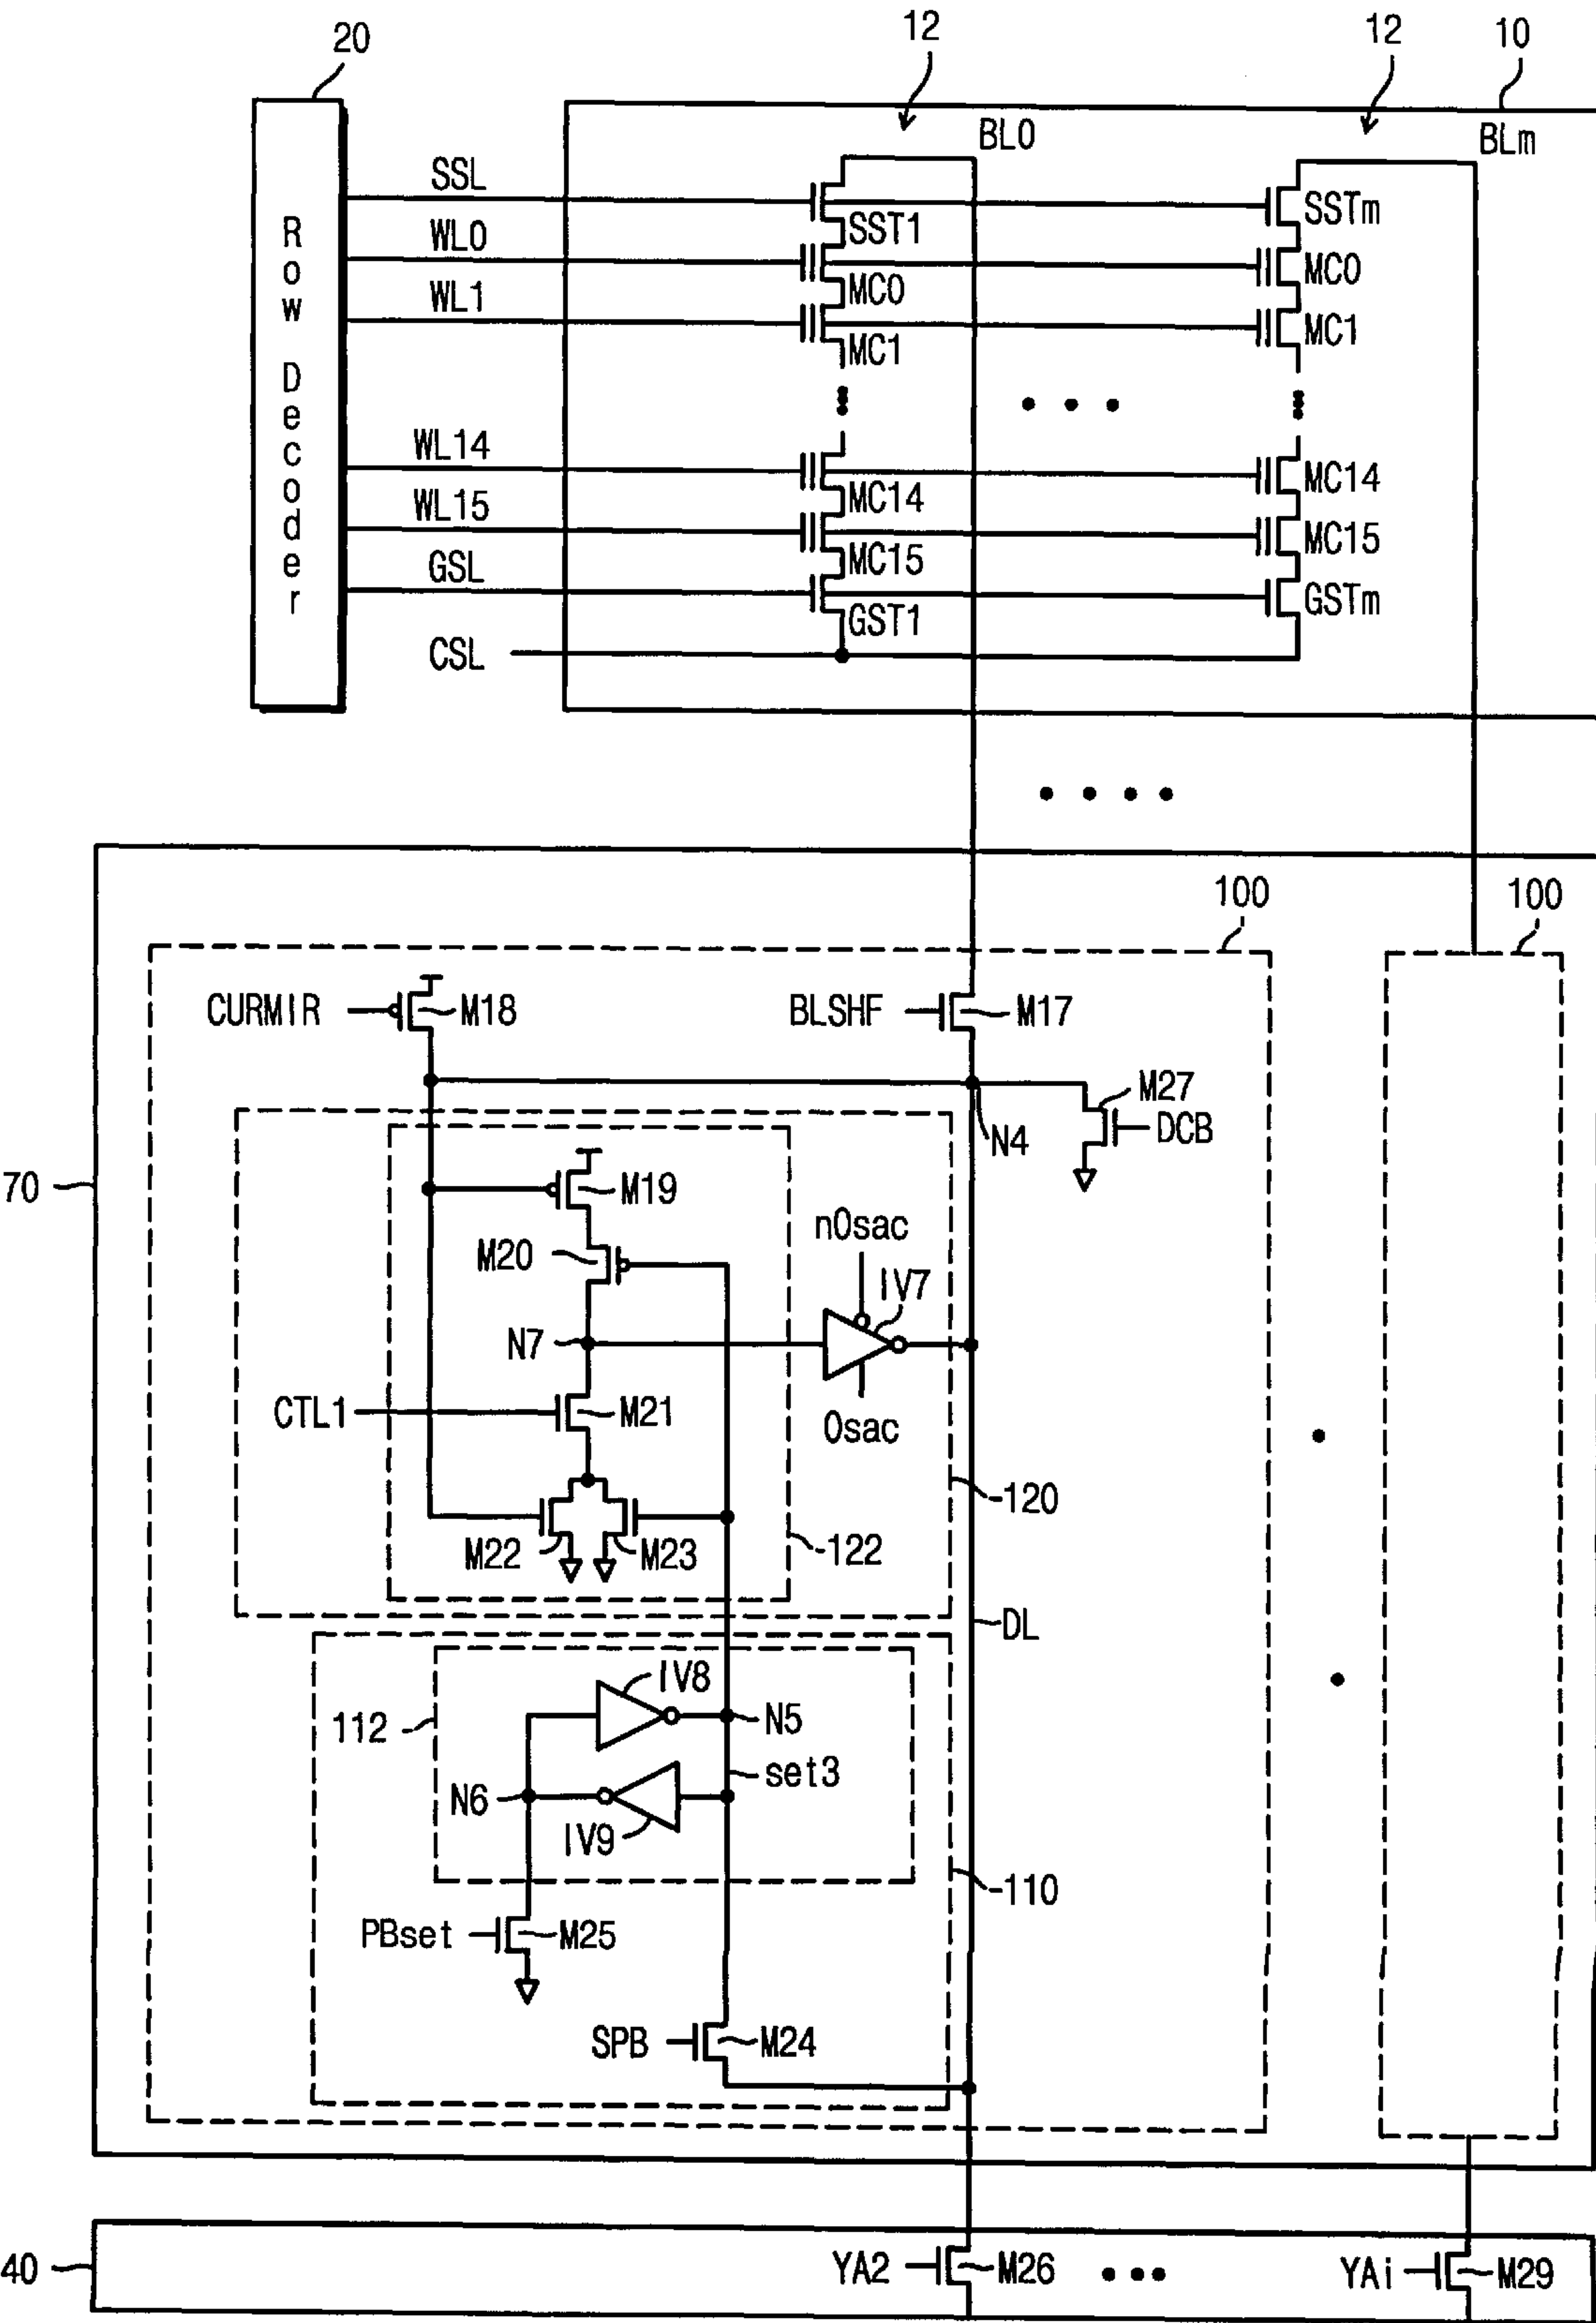 20
12
12
10
BL0
BLm
Row Decoder
SSL
WL0
WL1
WL14
WL15
GSL
CSL
SST1
MC0
MC1
MC14
MC15
GST1
SSTm
MC0
MC1
MC14
MC15
GSTm
100
100
CURMIR
M18
BLSHF
M17
M27
DCB
N4
70
M19
M20
nOsac
IV7
N7
CTL1
M21
Osac
120
M22
M23
122
DL
IV8
112
N5
set3
N6
IV9
110
PBset
M25
SPB
M24
40
YA2
M26
YAi
M29